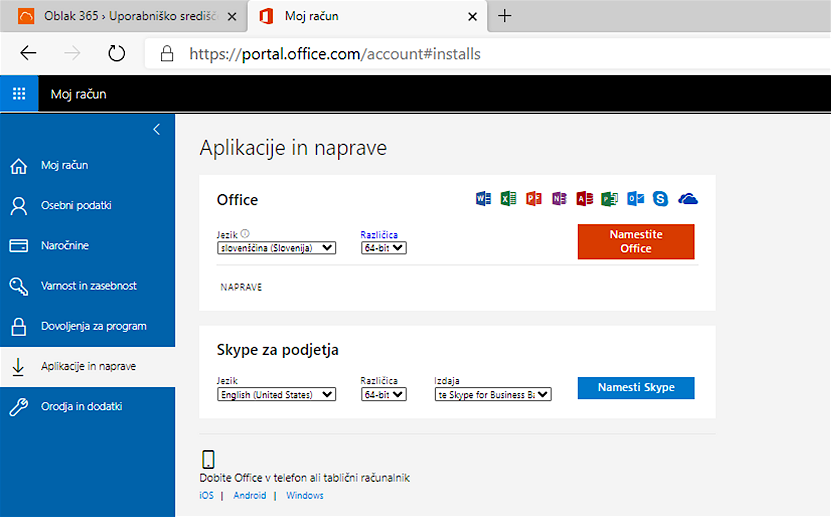 Oblak 365 › Uporabniško središč
Moj račun
https://portal.office.com/account#installs
Moj račun
Moj račun
Osebni podatki
Naročnine
Varnost in zasebnost
Dovoljenja za program
Aplikacije in naprave
Orodja in dodatki
Aplikacije in naprave
Office
Jezik
Različica
slovenščina (Slovenija)
64-bit
Namestite
Office
NAPRAVE
Skype za podjetja
Jezik
Različica
Izdaja
English (United States)
64-bit
te Skype for Business Ba
Namesti Skype
Dobite Office v telefon ali tablični računalnik
iOS | Android | Windows